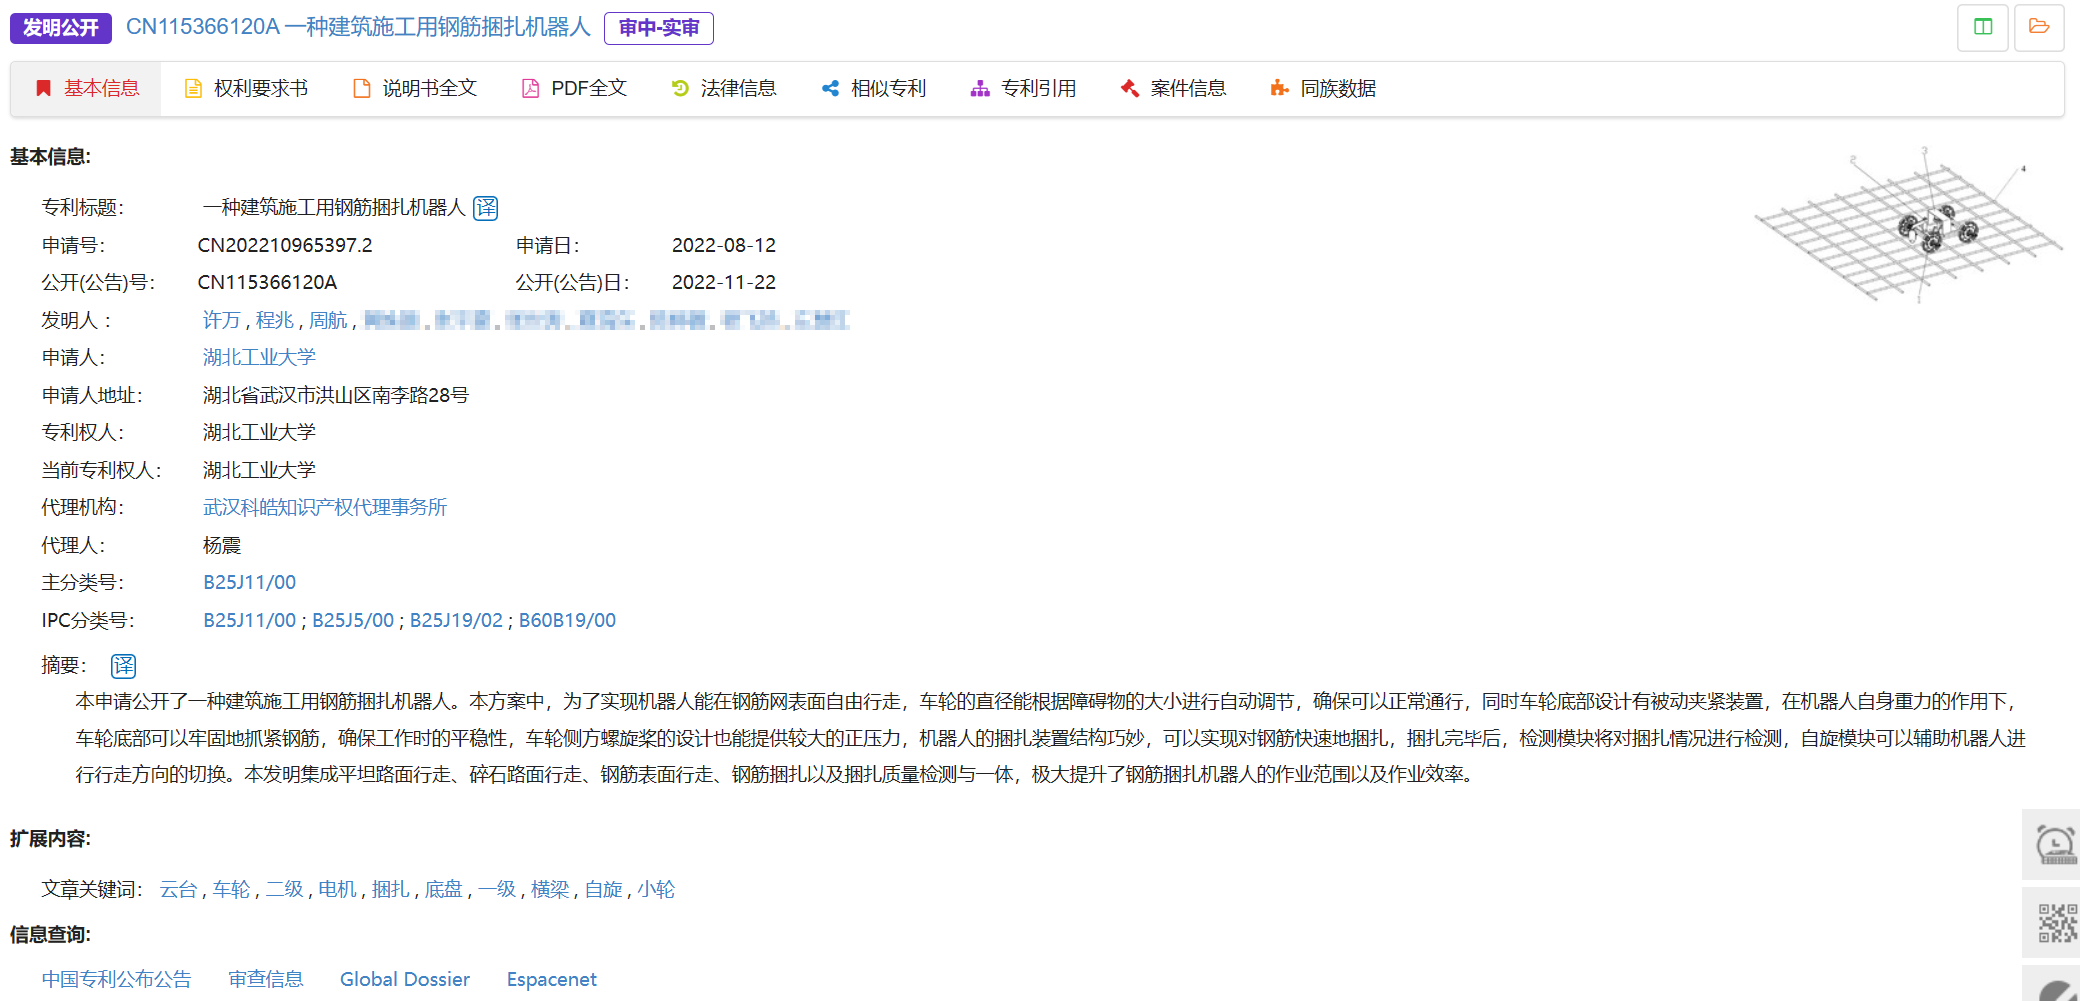 发明公开 CN115366120A 一种建筑施工用钢筋捆扎机器人 审中-实审
基本信息 权利要求书 说明书全文 PDF全文 法律信息 相似专利 专利引用 案件信息 同族数据
基本信息:
专利标题： 一种建筑施工用钢筋捆扎机器人 译
申请号： CN202210965397.2 申请日： 2022-08-12
公开(公告)号： CN115366120A 公开(公告)日： 2022-11-22
发明人： 许万 , 程兆 , 周航 ,
申请人： 湖北工业大学
申请人地址： 湖北省武汉市洪山区南李路28号
专利权人： 湖北工业大学
当前专利权人： 湖北工业大学
代理机构： 武汉科皓知识产权代理事务所
代理人： 杨震
主分类号： B25J11/00
IPC分类号： B25J11/00 ; B25J5/00 ; B25J19/02 ; B60B19/00
摘要： 译
本申请公开了一种建筑施工用钢筋捆扎机器人。本方案中，为了实现机器人能在钢筋网表面自由行走，车轮的直径能根据障碍物的大小进行自动调节，确保可以正常通行，同时车轮底部设计有被动夹紧装置，在机器人自身重力的作用下，
车轮底部可以牢固地抓紧钢筋，确保工作时的平稳性，车轮侧方螺旋桨的设计也能提供较大的正压力，机器人的捆扎装置结构巧妙，可以实现对钢筋快速地捆扎，捆扎完毕后，检测模块将对捆扎情况进行检测，自旋模块可以辅助机器人进
行行走方向的切换。本发明集成平坦路面行走、碎石路面行走、钢筋表面行走、钢筋捆扎以及捆扎质量检测与一体，极大提升了钢筋捆扎机器人的作业范围以及作业效率。
扩展内容:
文章关键词： 云台 , 车轮 , 二级 , 电机 , 捆扎 , 底盘 , 一级 , 横梁 , 自旋 , 小轮
信息查询:
中国专利公布公告 审查信息 Global Dossier Espacenet
2
3
4
1